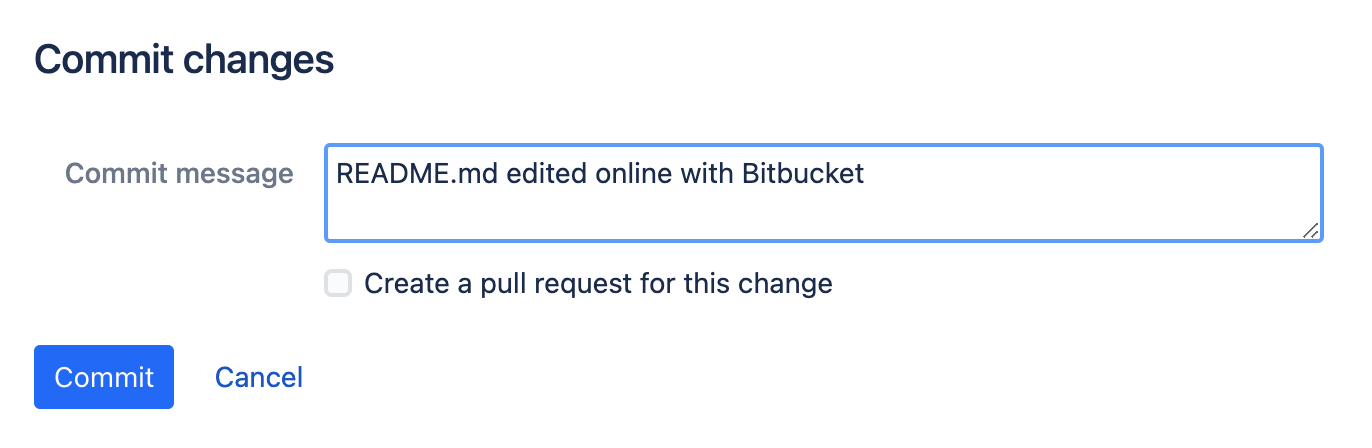 Commit changes
Commit message
README.md edited online with Bitbucket
Create a pull request for this change
Commit
Cancel